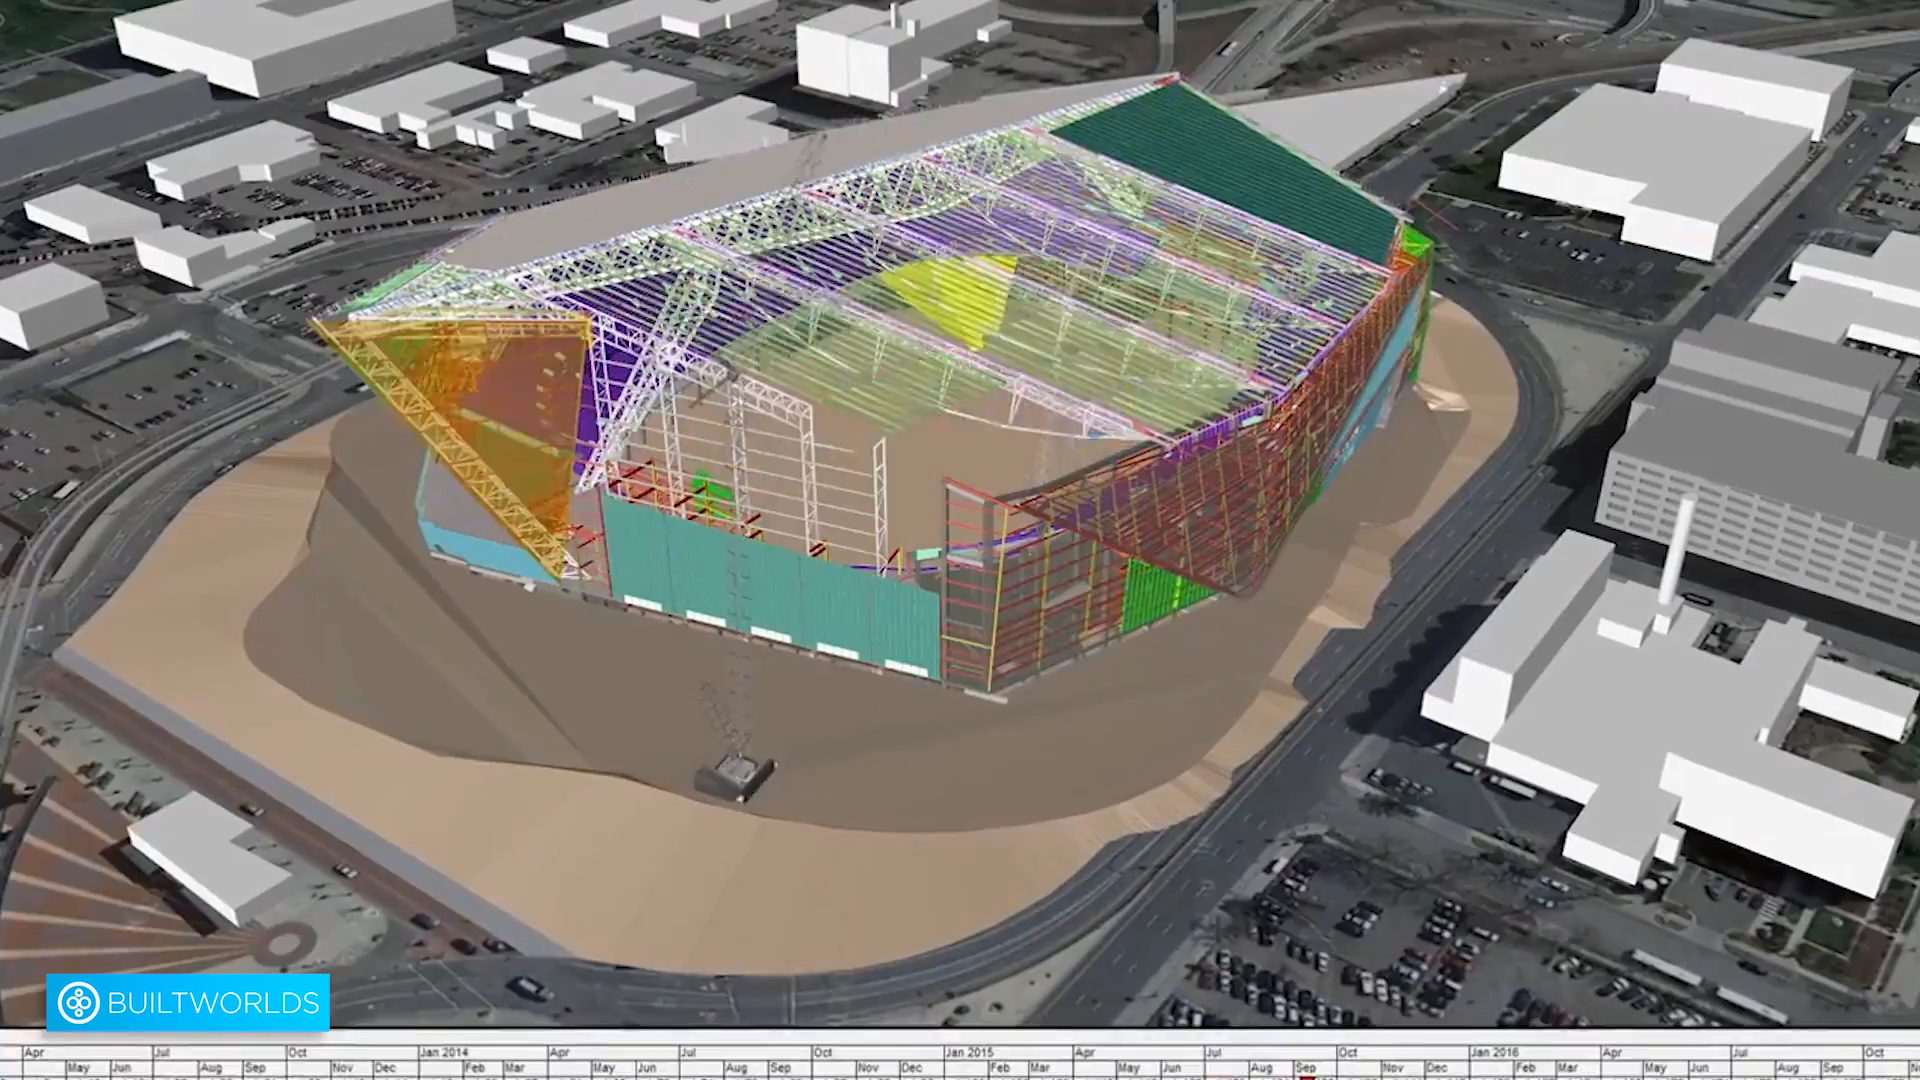 BUILTWORLDS
Apr Jul Oct Jan 2014 Apr Jul Oct Jan 2015 Apr Jul Oct Jan 2016 Apr Jul Oct
May Jun Aug Sep Nov Dec Feb Mar May Jun Aug Sep Nov Dec Feb Mar May Jun Aug Sep Nov Dec Feb Mar May Jun Aug Sep